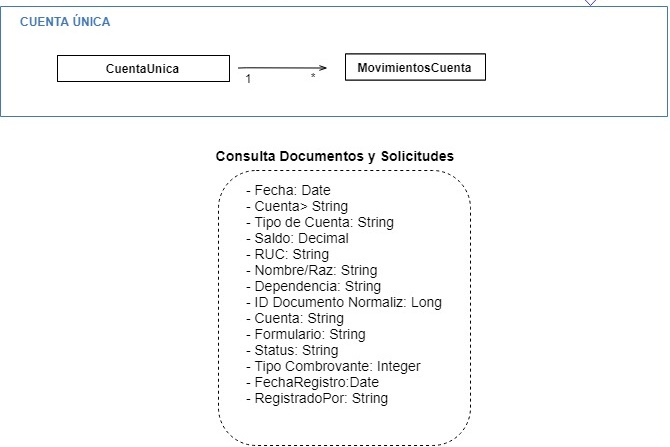 CUENTA ÚNICA
CuentaUnica
1
*
MovimientosCuenta
Consulta Documentos y Solicitudes
- Fecha: Date
- Cuenta> String
- Tipo de Cuenta: String
- Saldo: Decimal
- RUC: String
- Nombre/Raz: String
- Dependencia: String
- ID Documento Normaliz: Long
- Cuenta: String
- Formulario: String
- Status: String
- Tipo Combrovante: Integer
- FechaRegistro:Date
- RegistradoPor: String